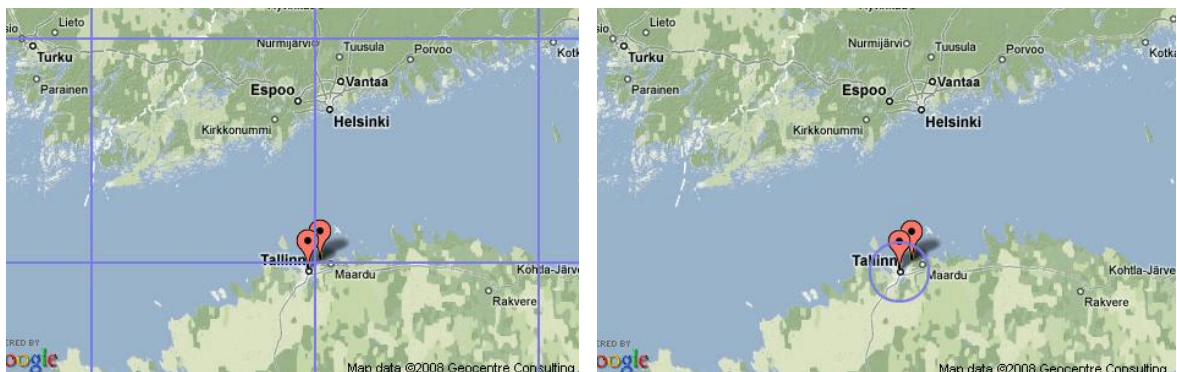 Lieto
Nurmijärvi
Tuusula
Porvoo
Turku
Parainen
Espoo
Vantaa
Helsinki
Kirkkonummi
Tallinn
Maardu
Kohtla-Järve
Rakvere
Map data ©2008 Geocentre Consulting
Lieto
Nurmijärvi
Tuusula
Porvoo
Turku
Parainen
Espoo
Vantaa
Helsinki
Kirkkonummi
Tallinn
Maardu
Kohtla-Järve
Rakvere
Map data ©2008 Geocentre Consulting